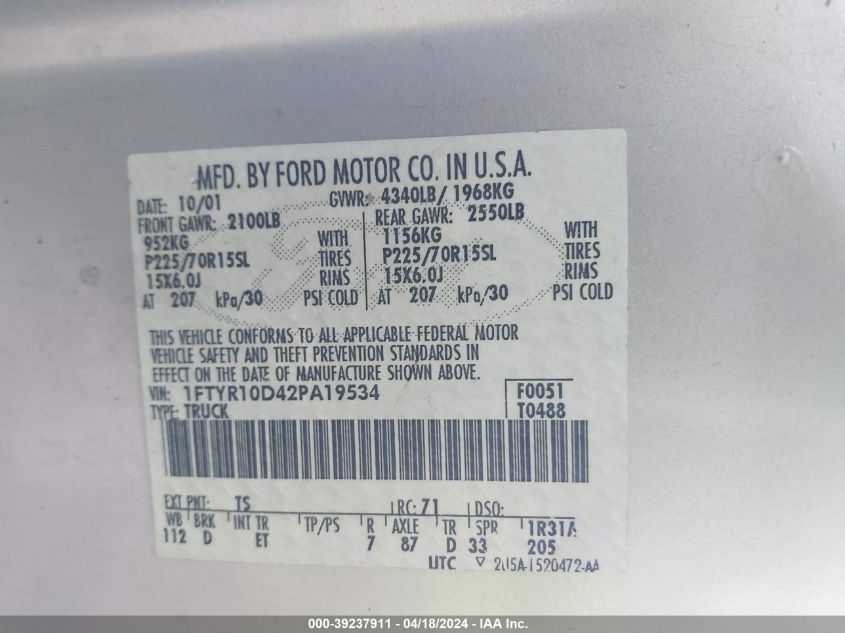 MFD. BY FORD MOTOR CO. IN U.S.A.
DATE: 10/01 GVWR: 4340LB/ 1968KG
FRONT GAWR: 2100LB REAR GAWR: 2550LB
952KG WITH 1156KG WITH
P225/70R15SL TIRES P225/70R15SL TIRES
15X6.0J RIMS 15X6.0J RIMS
AT 207 kPa/30 PSI COLD AT 207 kPa/30 PSI COLD
THIS VEHICLE CONFORMS TO ALL APPLICABLE FEDERAL MOTOR
VEHICLE SAFETY AND THEFT PREVENTION STANDARDS IN
EFFECT ON THE DATE OF MANUFACTURE SHOWN ABOVE.
VIN: 1FTYR10D42PA19534 F0051
TYPE: TRUCK T0488
EXT PNT: TS RC: 71 DSO:
WB BRK INT TR TP/PS R AXLE TR SPR 1R31A
112 D ET 7 87 D 33 205
UTC ▽ 2U5A-1520472-AA
000-39237911 - 04/18/2024 - IAA Inc.